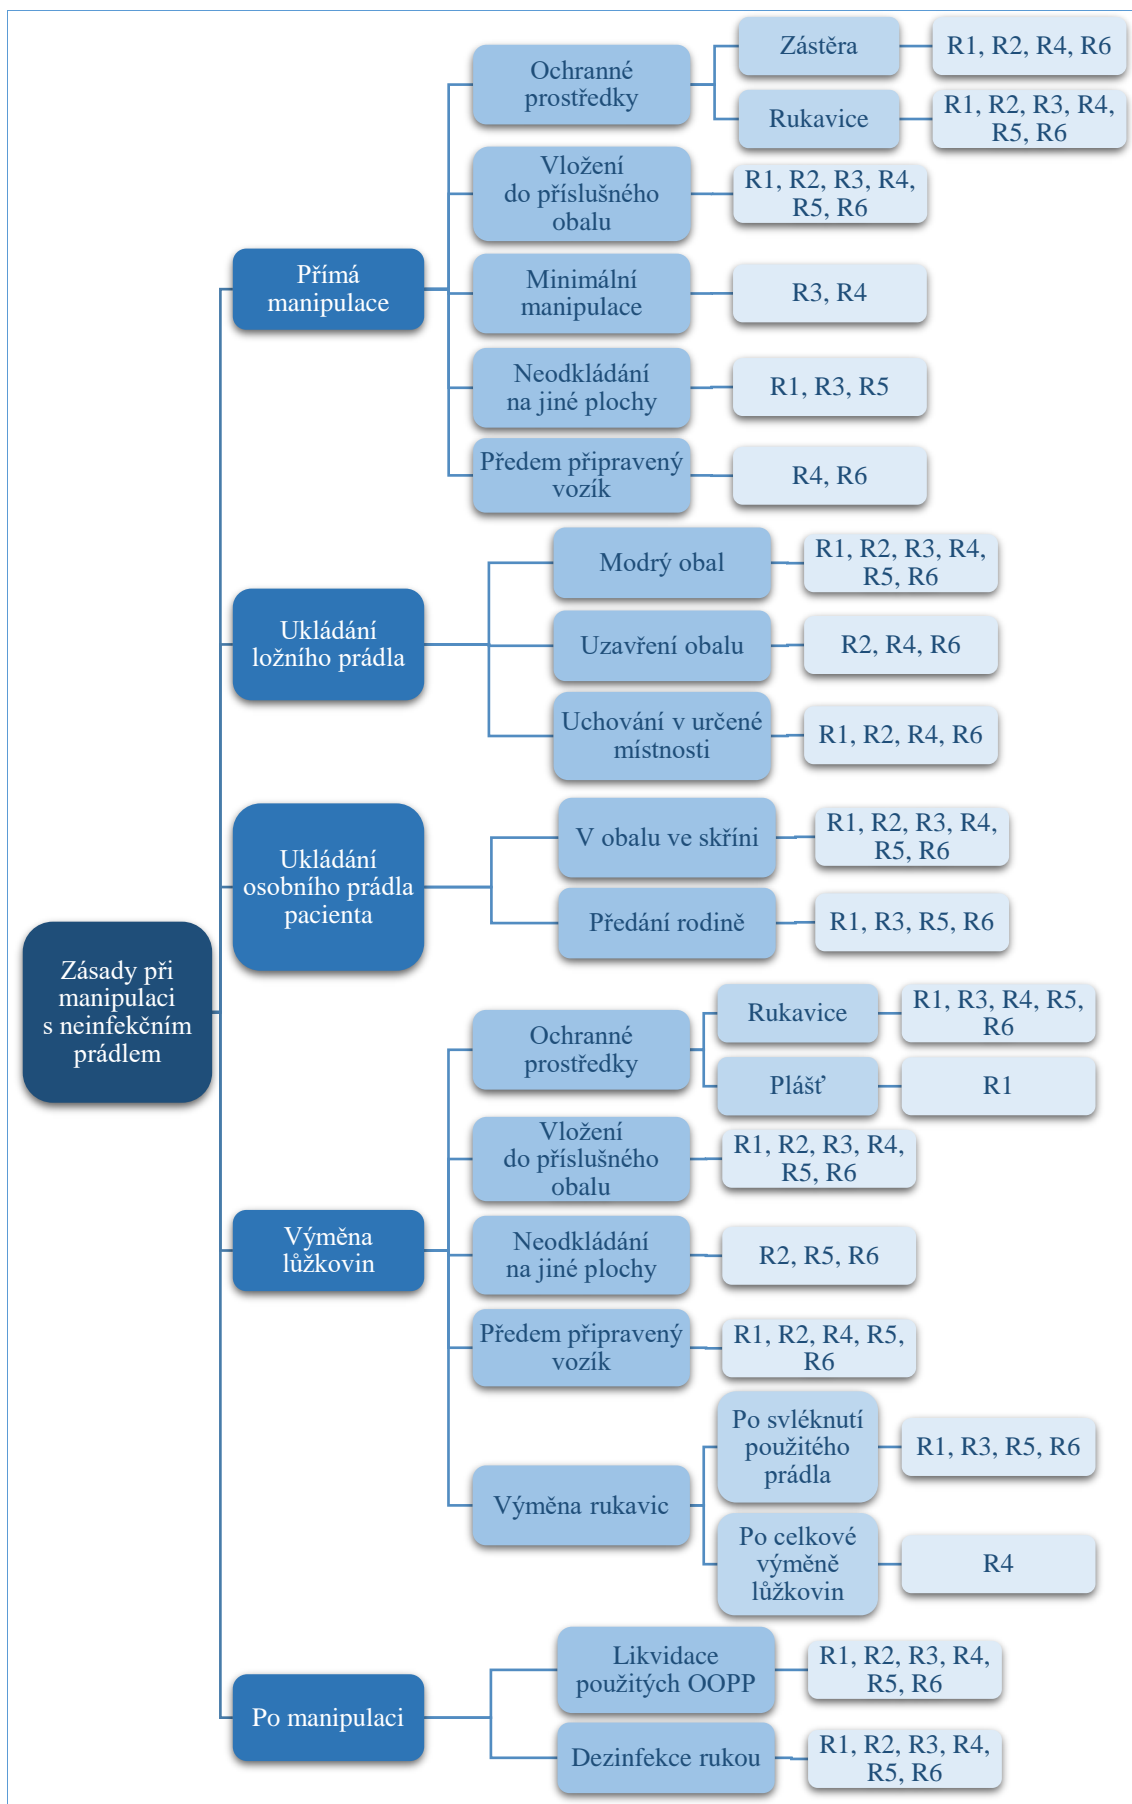 Zásady při
manipulaci
s neinfekčním
prádlem
Přímá
manipulace
Ochranné
prostředky
Zástěra
R1, R2, R4, R6
Rukavice
R1, R2, R3, R4,
R5, R6
Vložení
do příslušného
obalu
R1, R2, R3, R4,
R5, R6
Minimální
manipulace
R3, R4
Neodkládání
na jiné plochy
R1, R3, R5
Předem připravený
vozík
R4, R6
Ukládání
ložního prádla
Modrý obal
R1, R2, R3, R4,
R5, R6
Uzavření obalu
R2, R4, R6
Uchování v určené
místnosti
R1, R2, R4, R6
Ukládání
osobního prádla
pacienta
V obalu ve skříni
R1, R2, R3, R4,
R5, R6
Předání rodině
R1, R3, R5, R6
Výměna
lůžkovin
Ochranné
prostředky
Rukavice
R1, R3, R4, R5,
R6
Plášť
R1
Vložení
do příslušného
obalu
R1, R2, R3, R4,
R5, R6
Neodkládání
na jiné plochy
R2, R5, R6
Předem připravený
vozík
R1, R2, R4, R5,
R6
Výměna rukavic
Po svléknutí
použitého
prádla
R1, R3, R5, R6
Po celkové
výměně
lůžkovin
R4
Po manipulaci
Likvidace
použitých OOPP
R1, R2, R3, R4,
R5, R6
Dezinfekce rukou
R1, R2, R3, R4,
R5, R6